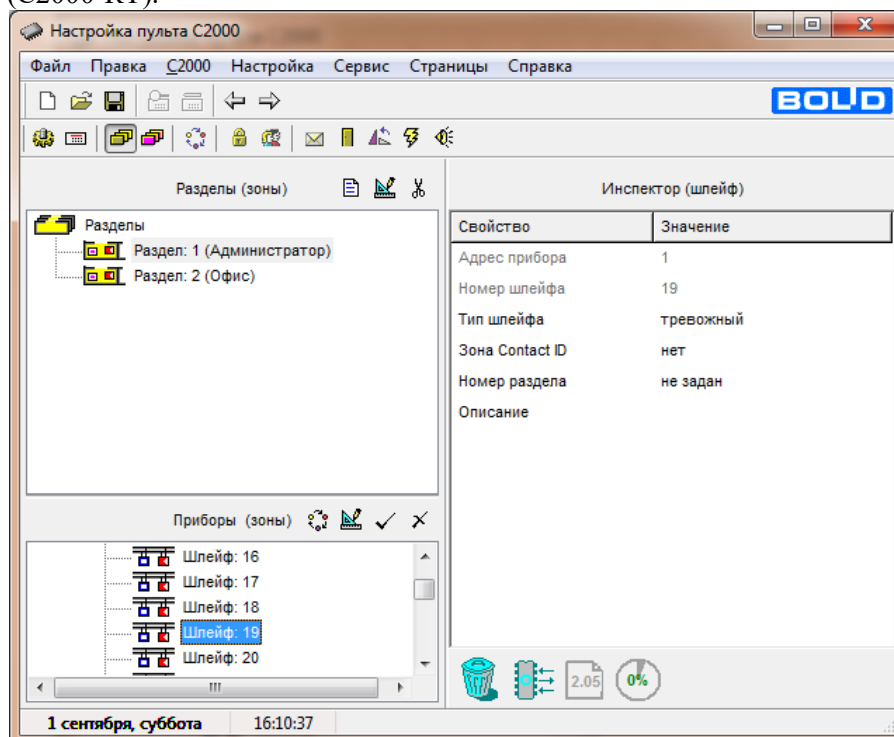 (С2000-КТ).
Настройка пульта С2000
Файл Правка С2000 Настройка Сервис Страницы Справка
BOLID
Разделы (зоны)
Разделы
Раздел: 1 (Администратор)
Раздел: 2 (Офис)
Приборы (зоны)
Шлейф: 16
Шлейф: 17
Шлейф: 18
Шлейф: 19
Шлейф: 20
Инспектор (шлейф)
Свойство Значение
Адрес прибора 1
Номер шлейфа 19
Тип шлейфа тревожный
Зона Contact ID нет
Номер раздела не задан
Описание
2.05 0%
1 сентября, суббота 16:10:37